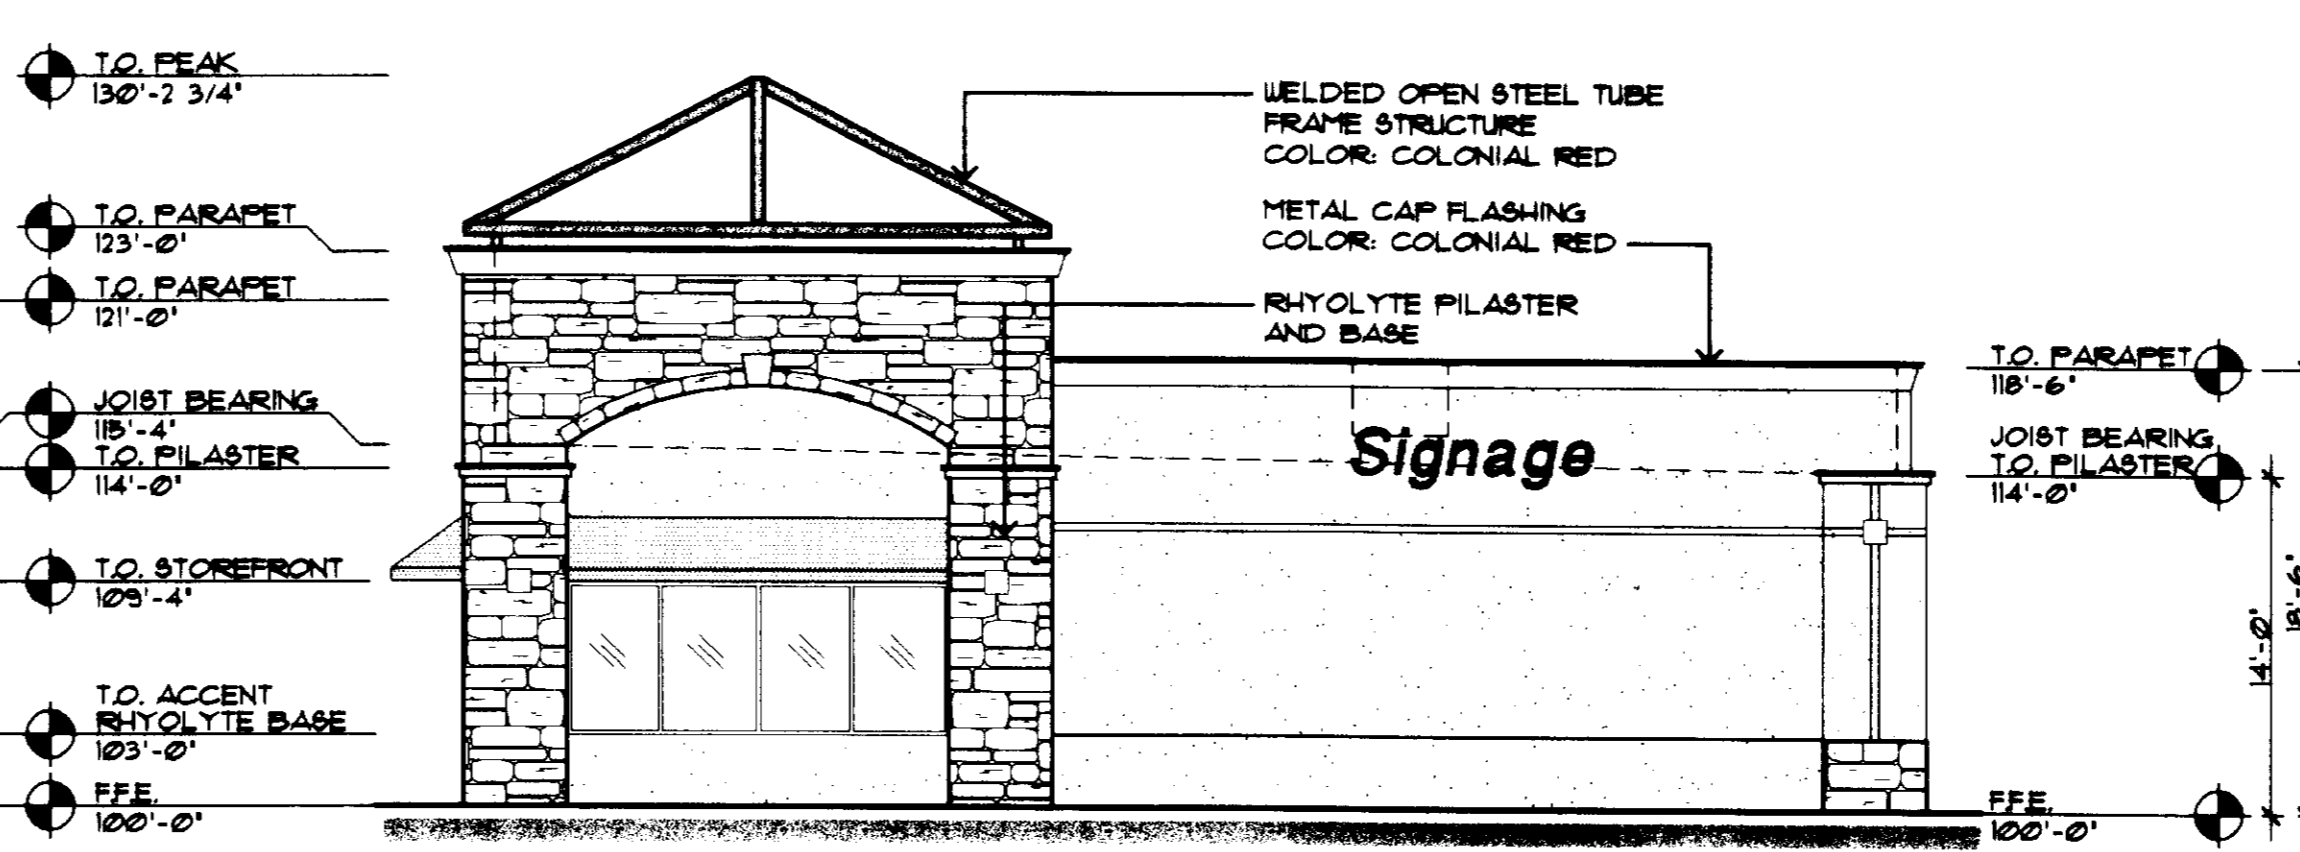 T.O. PEAK
130'-2 3/4"
T.O. PARAPET
123'-0"
T.O. PARAPET
121'-0"
JOIST BEARING
115'-4"
T.O. PILASTER
114'-0"
T.O. STOREFRONT
109'-4"
T.O. ACCENT
RHYOLYTE BASE
103'-0"
F.F.E.
100'-0"
WELDED OPEN STEEL TUBE
FRAME STRUCTURE
COLOR: COLONIAL RED
METAL CAP FLASHING
COLOR: COLONIAL RED
RHYOLYTE PILASTER
AND BASE
Signage
T.O. PARAPET
118'-6"
JOIST BEARING
T.O. PILASTER
114'-0"
F.F.E.
100'-0"
14'-0"
18'-6"